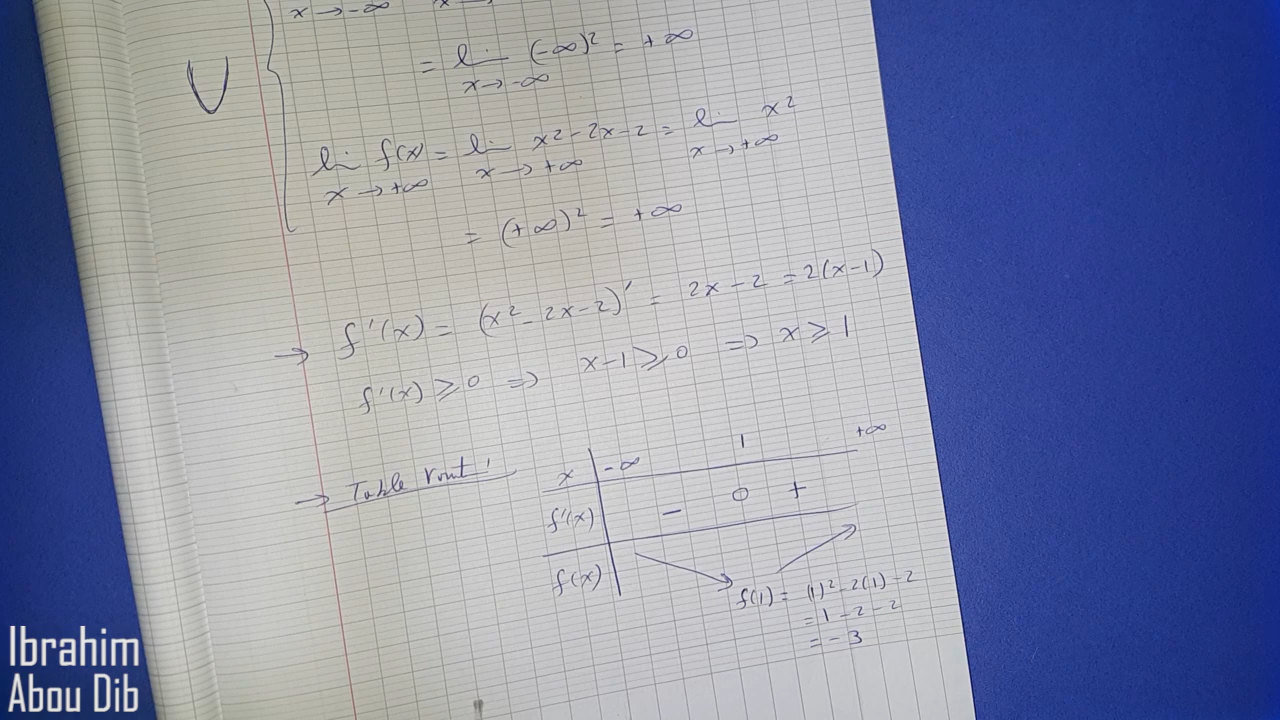 x → -∞ x →
= lim (-∞)² = +∞
x → -∞
lim f(x) = lim x² - 2x - 2 = lim x²
x → +∞ x → +∞ x → +∞
= (+∞)² = +∞
→ f'(x) = (x² - 2x - 2)' = 2x - 2 = 2(x-1)
f'(x) ≥ 0 ⇒ x-1 ≥ 0 ⇒ x ≥ 1
→ Table
x -∞ 1 +∞
f'(x) - 0 +
f(x)
f(1) = (1)² - 2(1) - 2
= 1 - 2 - 2
= - 3
Ibrahim
Abou Dib